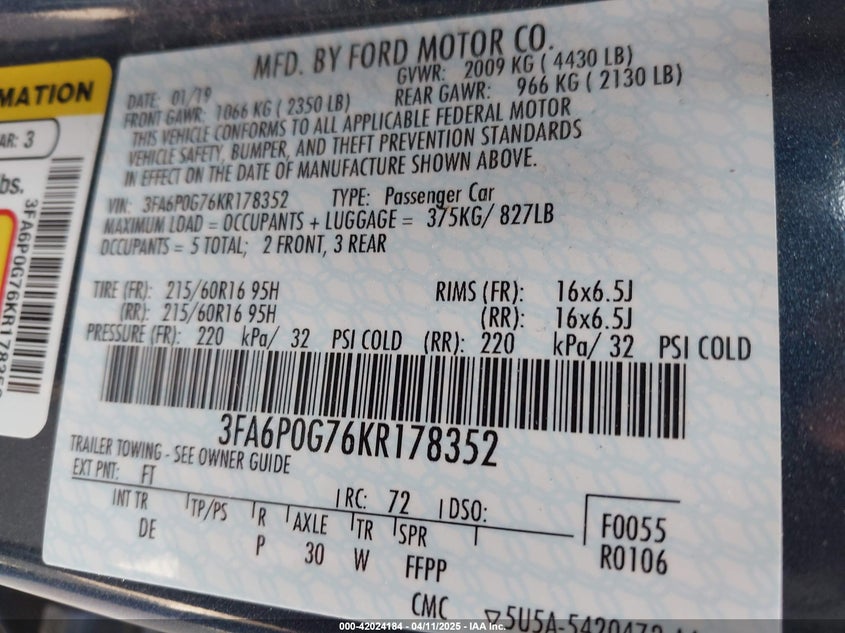 MATION
AR: 3
bs.
3FA6P0G76KR178352
MFD. BY FORD MOTOR CO.
DATE: 01/19
GVWR: 2009 KG ( 4430 LB)
FRONT GAWR: 1066 KG ( 2350 LB)
REAR GAWR: 966 KG ( 2130 LB)
THIS VEHICLE CONFORMS TO ALL APPLICABLE FEDERAL MOTOR
VEHICLE SAFETY, BUMPER, AND THEFT PREVENTION STANDARDS
IN EFFECT ON THE DATE OF MANUFACTURE SHOWN ABOVE.
VIN: 3FA6P0G76KR178352 TYPE: Passenger Car
MAXIMUM LOAD = OCCUPANTS + LUGGAGE = 375KG/ 827LB
OCCUPANTS = 5 TOTAL; 2 FRONT, 3 REAR
TIRE (FR): 215/60R16 95H RIMS (FR): 16x6.5J
(RR): 215/60R16 95H (RR): 16x6.5J
PRESSURE (FR): 220 kPa/ 32 PSI COLD (RR): 220 kPa/ 32 PSI COLD
3FA6P0G76KR178352
TRAILER TOWING - SEE OWNER GUIDE
EXT PNT: FT RC: 72 DSO:
INT TR TP/PS R AXLE TR SPR
DE P 30 W FFPP
F0055
R0106
CMC 5U5A-5420472-
000-42024184 - 04/11/2025 - IAA Inc.